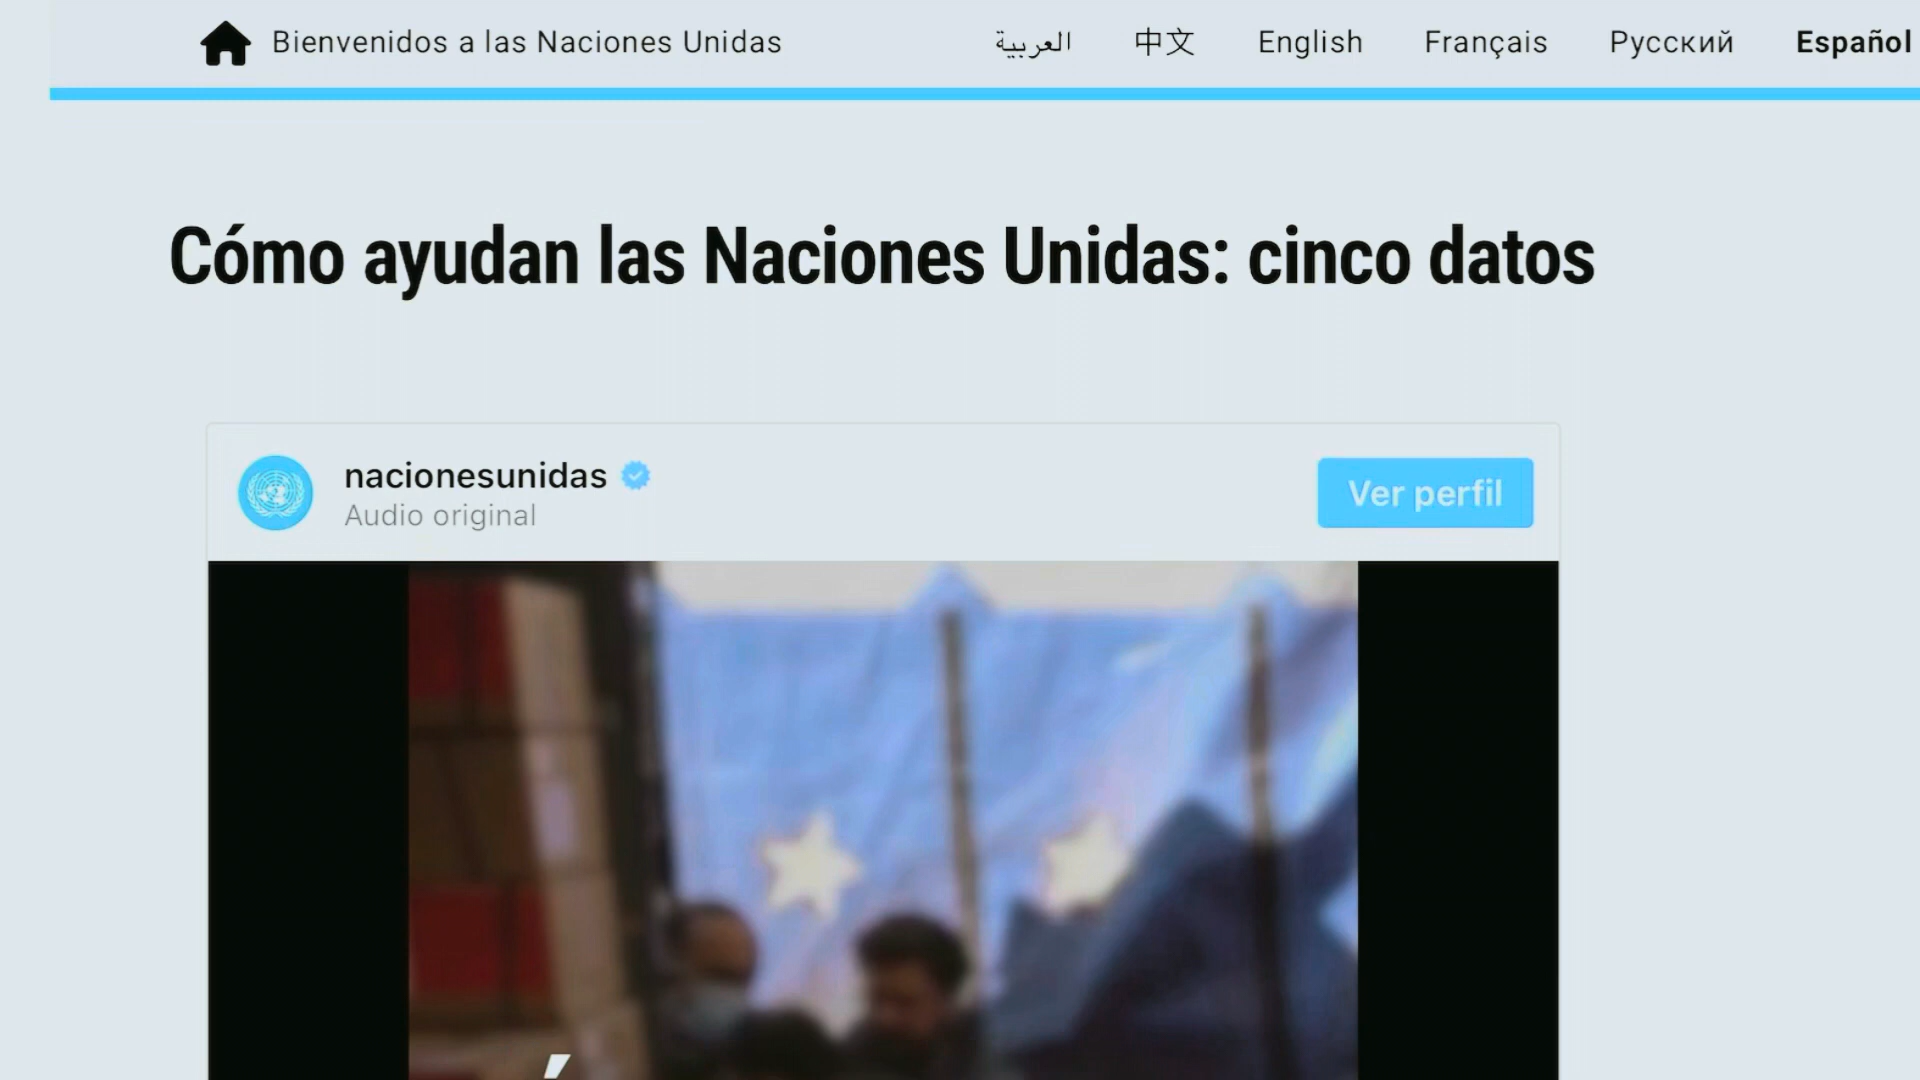 Bienvenidos a las Naciones Unidas
العربية 中文 English Français Русский Español
Cómo ayudan las Naciones Unidas: cinco datos
nacionesunidas
Audio original
Ver perfil